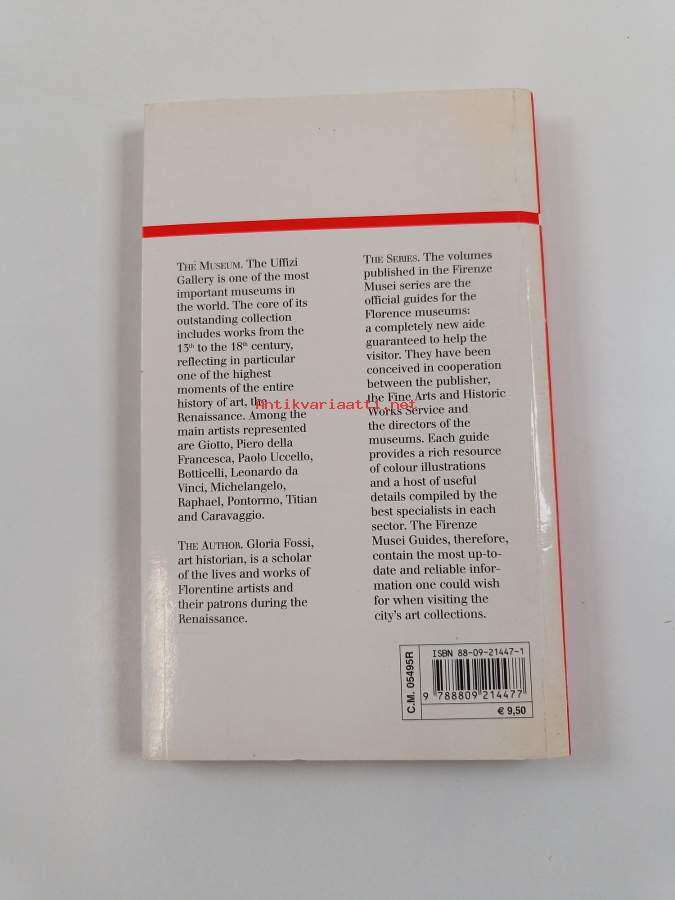 THE MUSEUM. The Uffizi
Gallery is one of the most
important museums in
the world. The core of its
outstanding collection
includes works from the
13th to the 18th century,
reflecting in particular
one of the highest
moments of the entire
history of art, the
Renaissance. Among the
main artists represented
are Giotto, Piero della
Francesca, Paolo Uccello,
Botticelli, Leonardo da
Vinci, Michelangelo,
Raphael, Pontormo, Titian
and Caravaggio.
THE AUTHOR. Gloria Fossi,
art historian, is a scholar
of the lives and works of
Florentine artists and
their patrons during the
Renaissance.
THE SERIES. The volumes
published in the Firenze
Musei series are the
official guides for the
Florence museums:
a completely new aide
guaranteed to help the
visitor. They have been
conceived in cooperation
between the publisher,
the Fine Arts and Historic
Works Service and
the directors of the
museums. Each guide
provides a rich resource
of colour illustrations
and a host of useful
details compiled by the
best specialists in each
sector. The Firenze
Musei Guides, therefore,
contain the most up-to-
date and reliable infor-
mation one could wish
for when visiting the
city's art collections.
Antikvariaatti.net
C.M. 05495R
ISBN 88-09-21447-1
9 788809 214477
€ 9,50